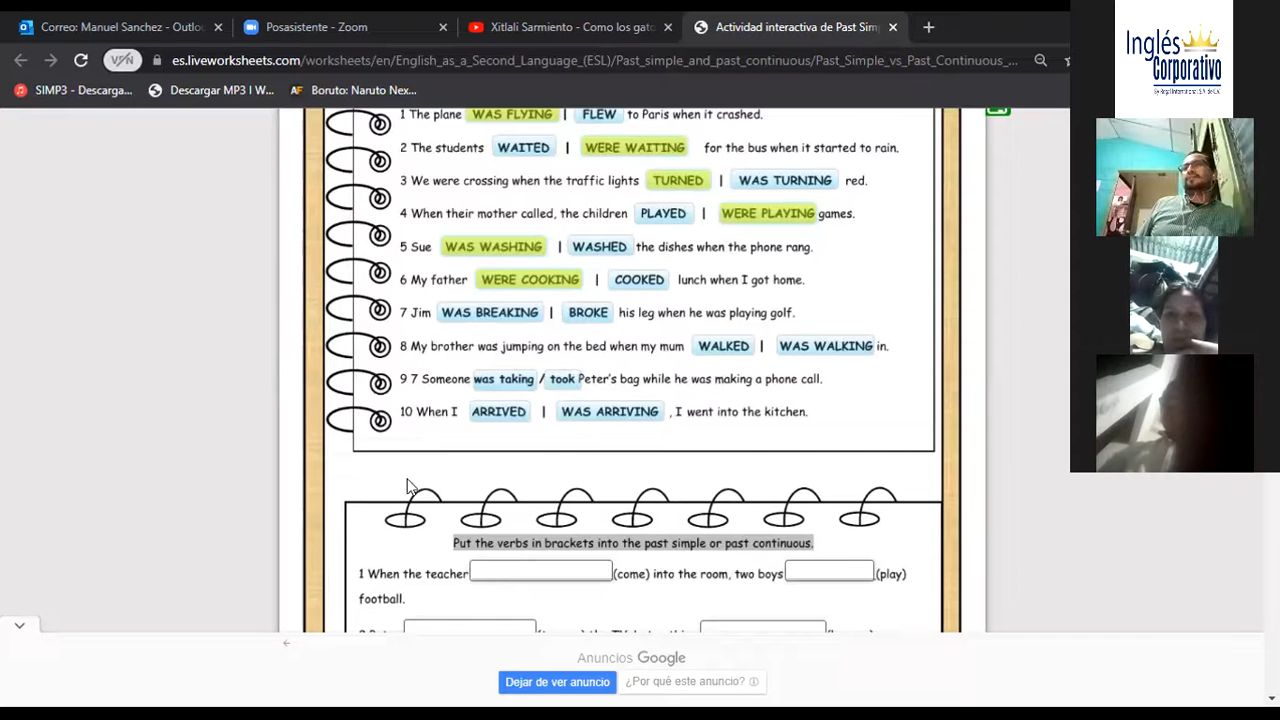 Correo: Manuel Sanchez - Outloo
Posasistente - Zoom
Xitlali Sarmiento - Como los gato
Actividad interactiva de Past Sim
VPN
es.liveworksheets.com/worksheets/en/English_as_a_Second_Language_(ESL)/Past_simple_and_past_continuous/Past_Simple_vs_Past_Continuous_...
SIMP3 - Descarga...
Descargar MP3 I W...
AF Boruto: Naruto Nex...
Inglés
Corporativo
1 The plane WAS FLYING | FLEW to Paris when it crashed.
2 The students WAITED | WERE WAITING for the bus when it started to rain.
3 We were crossing when the traffic lights TURNED | WAS TURNING red.
4 When their mother called, the children PLAYED | WERE PLAYING games.
5 Sue WAS WASHING | WASHED the dishes when the phone rang.
6 My father WERE COOKING | COOKED lunch when I got home.
7 Jim WAS BREAKING | BROKE his leg when he was playing golf.
8 My brother was jumping on the bed when my mum WALKED | WAS WALKING in.
9 7 Someone was taking / took Peter's bag while he was making a phone call.
10 When I ARRIVED | WAS ARRIVING , I went into the kitchen.
Put the verbs in brackets into the past simple or past continuous.
1 When the teacher (come) into the room, two boys (play)
football.
Anuncios Google
Dejar de ver anuncio
¿Por qué este anuncio?